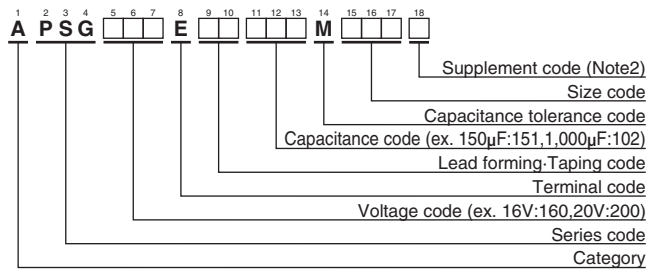 1 2 3 4 5 6 7 8 9 10 11 12 13 14 15 16 17 18
A PSG E M
Supplement code (Note2)
Size code
Capacitance tolerance code
Capacitance code (ex. 150μF:151,1,000μF:102)
Lead forming·Taping code
Terminal code
Voltage code (ex. 16V:160,20V:200)
Series code
Category